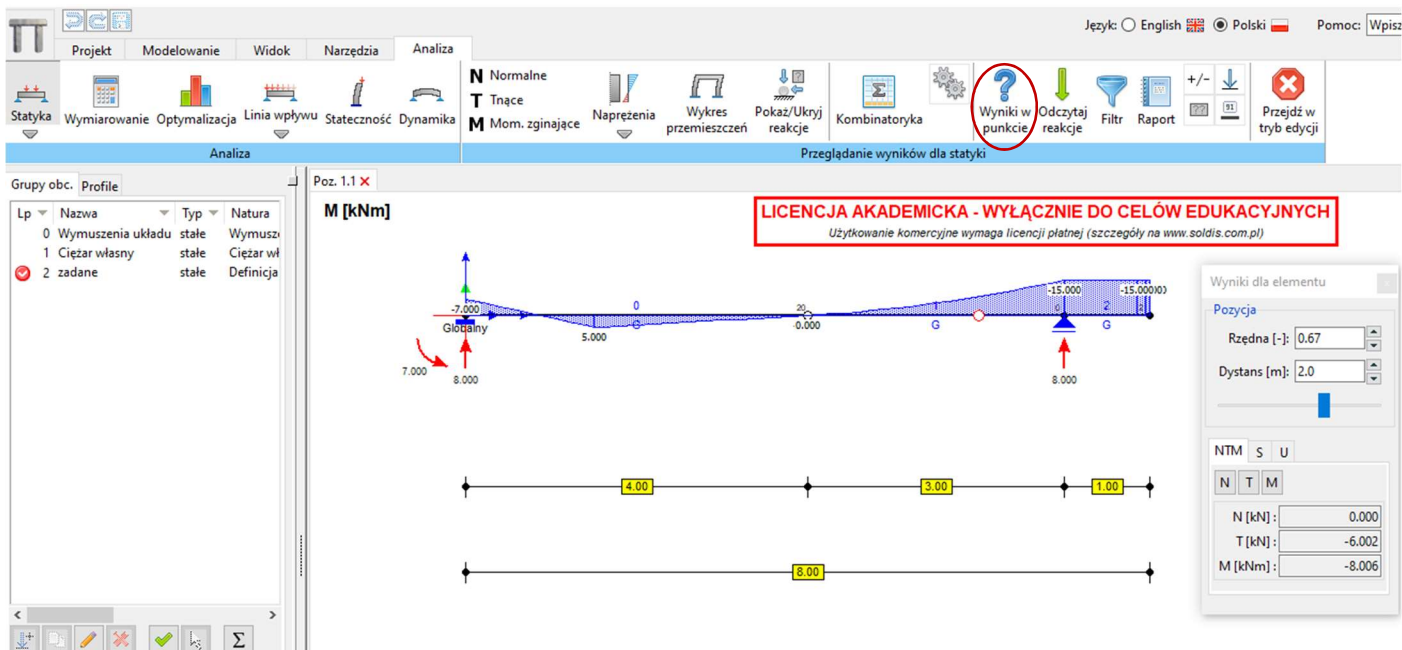 Język: English Polski Pomoc: Wpisz
Projekt Modelowanie Widok Narzędzia Analiza
Statyka Wymiarowanie Optymalizacja Linia wpływu Stateczność Dynamika
N Normalne
T Tnące
M Mom. zginające
Naprężenia
Wykres przemieszczeń
Pokaż/Ukryj reakcje
Kombinatoryka
Wyniki w punkcie
Odczytaj reakcje
Filtr
Raport
+/-
Przejdź w tryb edycji
Analiza
Przeglądanie wyników dla statyki
Grupy obc. Profile
Lp Nazwa Typ Natura
0 Wymuszenia układu stałe Wymusze
1 Ciężar własny stałe Ciężar wł
2 zadane stałe Definicja
Σ
Poz. 1.1
M [kNm]
LICENCJA AKADEMICKA - WYŁĄCZNIE DO CELÓW EDUKACYJNYCH
Użytkowanie komercyjne wymaga licencji płatnej (szczegóły na www.soldis.com.pl)
-7.000 0 20 1 -15.000 2 -15.000
Globalny G -0.000 G G
5.000
7.000 8.000 8.000
4.00 3.00 1.00
8.00
Wyniki dla elementu
Pozycja
Rzędna [-]: 0.67
Dystans [m]: 2.0
NTM S U
N T M
N [kN] : 0.000
T [kN] : -6.002
M [kNm] : -8.006